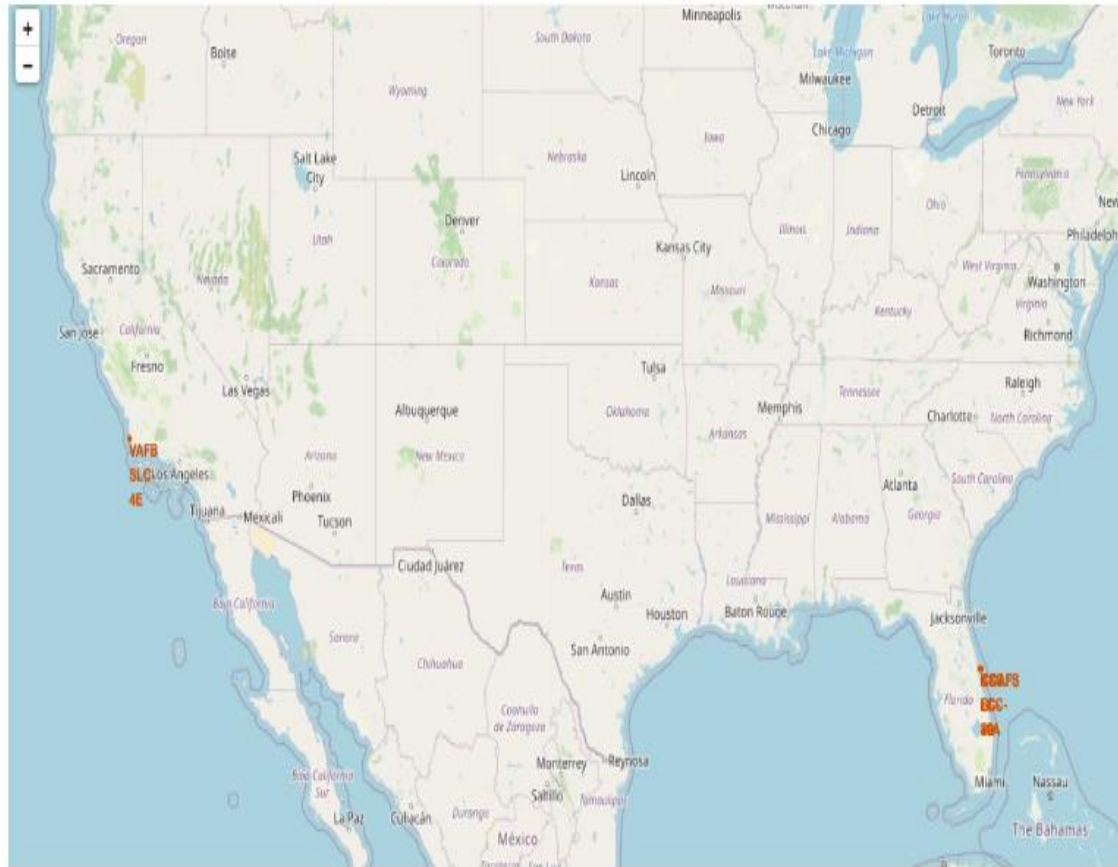 +
−
Minneapolis
Oregon
Boise
South Dakota
Lake Huron
Toronto
Lake Michigan
Milwaukee
Wyoming
Detroit
New York
Chicago
Iowa
Salt Lake
City
Nebraska
Lincoln
Pennsylvania
New
Ohio
Denver
Utah
Illinois
Indiana
Philadelph
Kansas City
Colorado
Sacramento
Nevada
Kansas
Missouri
West Virginia
Washington
Virginia
Kentucky
San Jose
California
Richmond
Fresno
Tulsa
Las Vegas
Raleigh
Tennessee
Albuquerque
Oklahoma
Memphis
Charlotte
North Carolina
Arkansas
VAFB
SLC-
4E
Los Angeles
Arizona
New Mexico
South Carolina
Atlanta
Phoenix
Dallas
Tijuana
Mexicali
Tucson
Mississippi
Alabama
Georgia
Ciudad Juárez
Texas
Louisiana
Austin
Baja California
Houston
Baton Rouge
Jacksonville
Sonora
San Antonio
Chihuahua
Florida
Coahuila
de Zaragoza
Monterrey
Reynosa
Baja California
Sur
Miami
Nassau
Saltillo
Tamaulipas
La Paz
Culiacán
Durango
The Bahamas
México